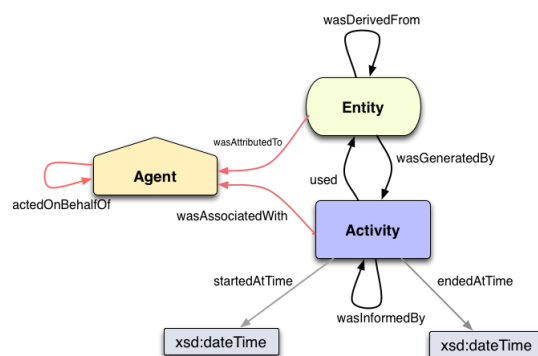 wasDerivedFrom
Entity
wasAttributedTo
wasGeneratedBy
Agent
used
actedOnBehalfOf
wasAssociatedWith
Activity
startedAtTime
endedAtTime
wasInformedBy
xsd:dateTime
xsd:dateTime